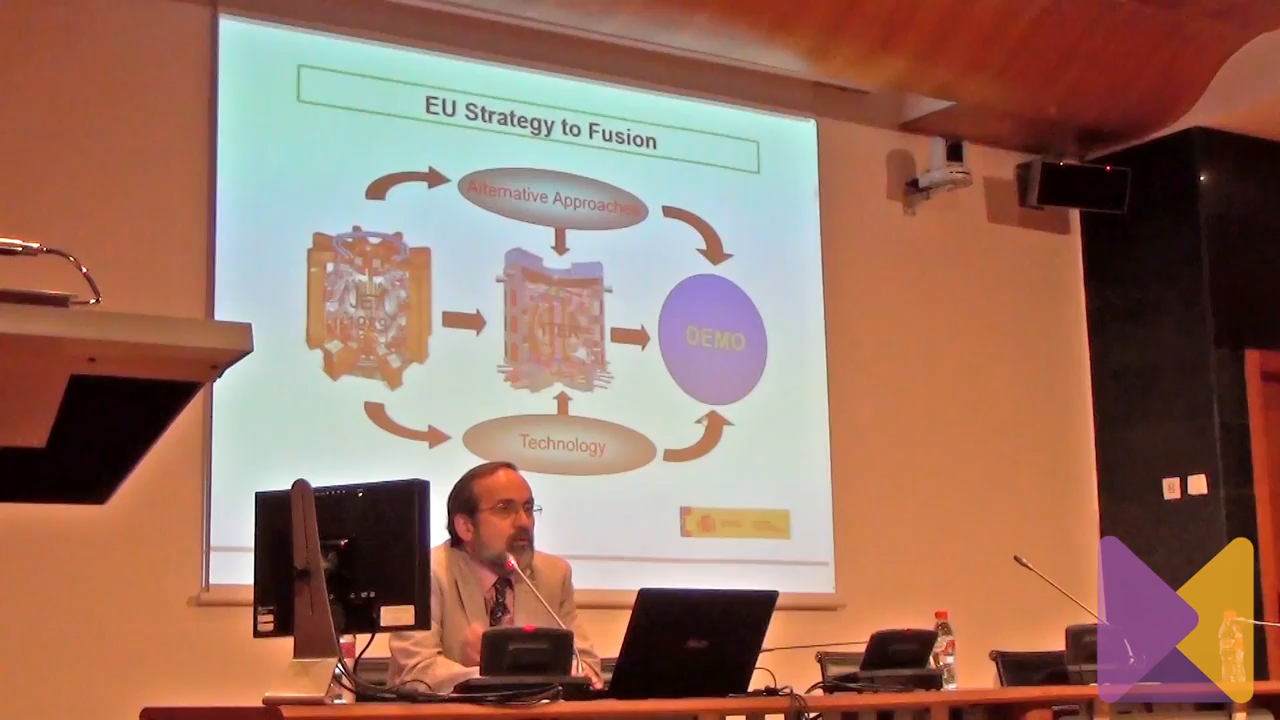 EU Strategy to Fusion
Alternative Approaches
JET
ITER
DEMO
Technology